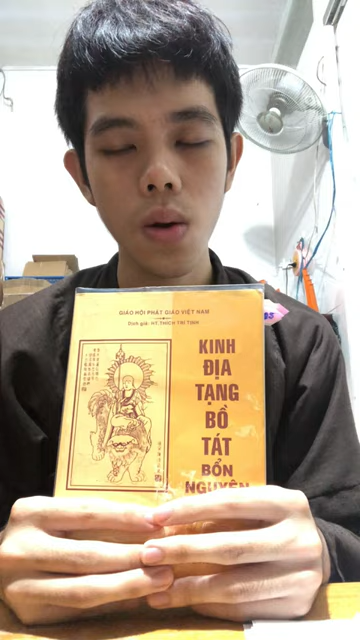 GIÁO HỘI PHẬT GIÁO VIỆT NAM
Dịch giả: HT. THÍCH TRÍ TỊNH
KINH
ĐỊA
TẠNG
BỒ
TÁT
BỔN
NGUYỆN